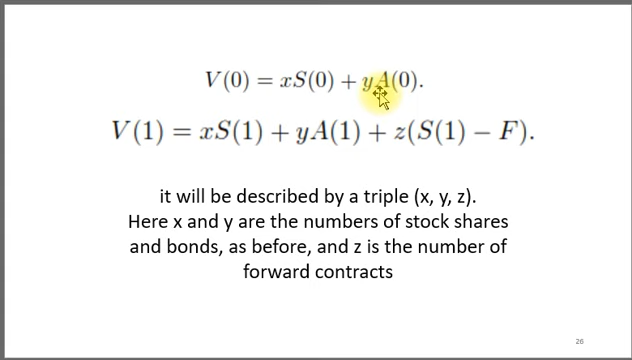 V(0) = xS(0) + yA(0).
V(1) = xS(1) + yA(1) + z(S(1) − F).
it will be described by a triple (x, y, z).
Here x and y are the numbers of stock shares
and bonds, as before, and z is the number of
forward contracts
26